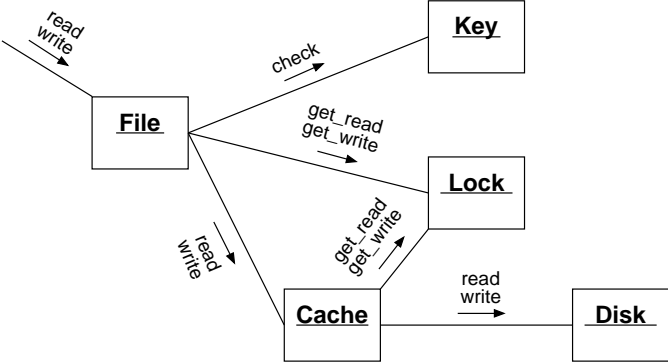 read
write
File
check
Key
get_read
get_write
Lock
read
write
get_read
get_write
Cache
read
write
Disk